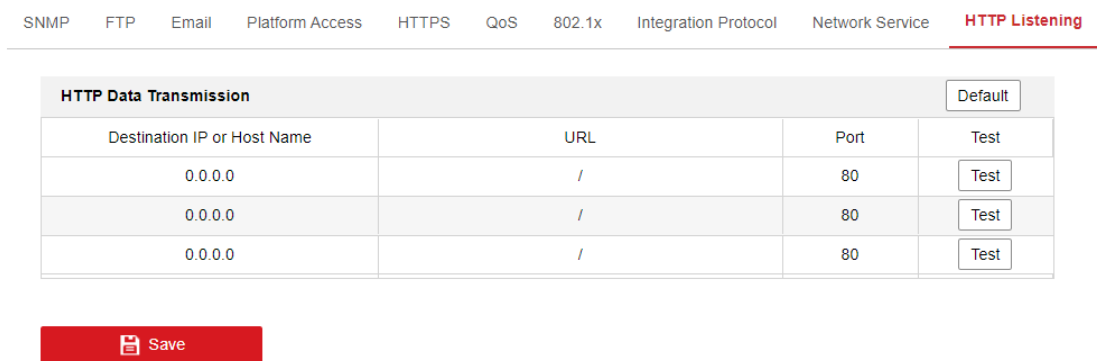 SNMP FTP Email Platform Access HTTPS QoS 802.1x Integration Protocol Network Service HTTP Listening
HTTP Data Transmission Default
Destination IP or Host Name URL Port Test
0.0.0.0 / 80 Test
0.0.0.0 / 80 Test
0.0.0.0 / 80 Test
Save